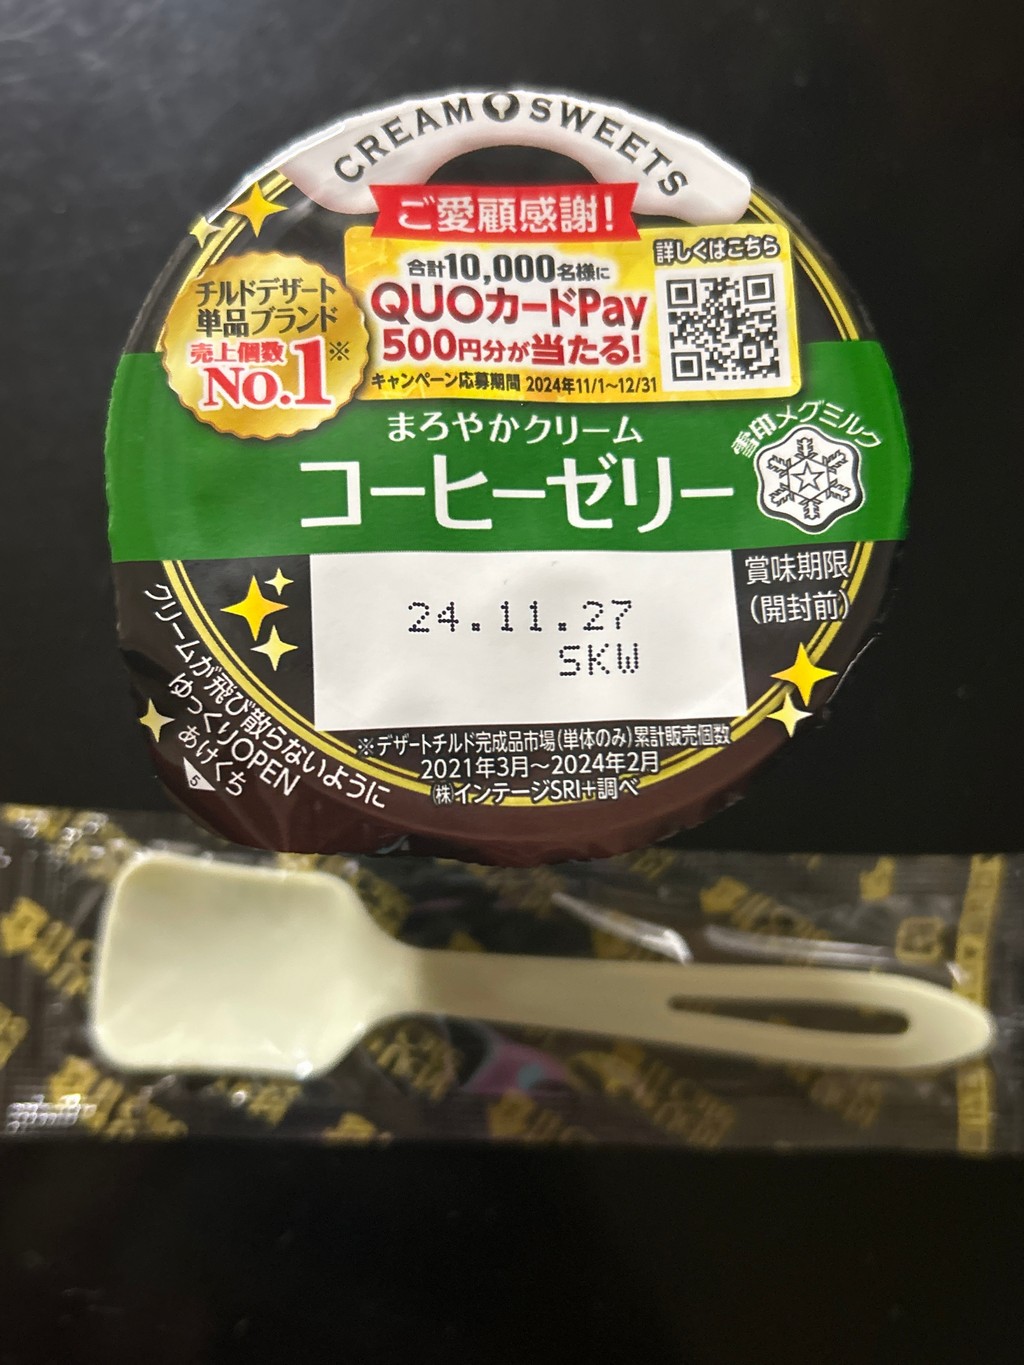 CREAM SWEETS
ご愛顧感謝!
合計10,000名様に
QUOカードPay
500円分が当たる!
キャンペーン応募期間 2024年11/1~12/31
詳しくはこちら
チルドデザート
単品ブランド
売上個数※
No.1
まろやかクリーム
コーヒーゼリー
雪印メグミルク
賞味期限
(開封前)
24.11.27
SKW
※デザートチルド完成品市場(単体のみ)累計販売個数
2021年3月~2024年2月
㈱インテージSRI+調べ
クリームが飛び散らないように
ゆっくりOPEN
あけくち
5